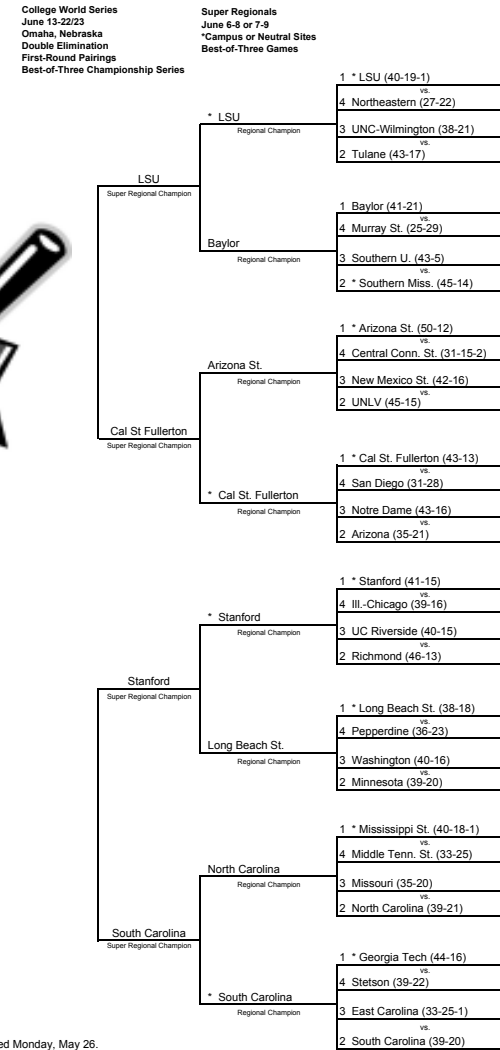 College World Series
June 13-22/23
Omaha, Nebraska
Double Elimination
First-Round Pairings
Best-of-Three Championship Series
Super Regionals
June 6-8 or 7-9
*Campus or Neutral Sites
Best-of-Three Games
1 * LSU (40-19-1)
vs.
4 Northeastern (27-22)
* LSU
Regional Champion
3 UNC-Wilmington (38-21)
vs.
2 Tulane (43-17)
LSU
Super Regional Champion
1 Baylor (41-21)
vs.
4 Murray St. (25-29)
Baylor
Regional Champion
3 Southern U. (43-5)
vs.
2 * Southern Miss. (45-14)
1 * Arizona St. (50-12)
vs.
4 Central Conn. St. (31-15-2)
Arizona St.
Regional Champion
3 New Mexico St. (42-16)
vs.
2 UNLV (45-15)
Cal St Fullerton
Super Regional Champion
1 * Cal St. Fullerton (43-13)
vs.
4 San Diego (31-28)
* Cal St. Fullerton
Regional Champion
3 Notre Dame (43-16)
vs.
2 Arizona (35-21)
1 * Stanford (41-15)
vs.
4 Ill.-Chicago (39-16)
* Stanford
Regional Champion
3 UC Riverside (40-15)
vs.
2 Richmond (46-13)
Stanford
Super Regional Champion
1 * Long Beach St. (38-18)
vs.
4 Pepperdine (36-23)
Long Beach St.
Regional Champion
3 Washington (40-16)
vs.
2 Minnesota (39-20)
1 * Mississippi St. (40-18-1)
vs.
4 Middle Tenn. St. (33-25)
North Carolina
Regional Champion
3 Missouri (35-20)
vs.
2 North Carolina (39-21)
South Carolina
Super Regional Champion
1 * Georgia Tech (44-16)
vs.
4 Stetson (39-22)
* South Carolina
Regional Champion
3 East Carolina (33-25-1)
vs.
2 South Carolina (39-20)
ed Monday, May 26.